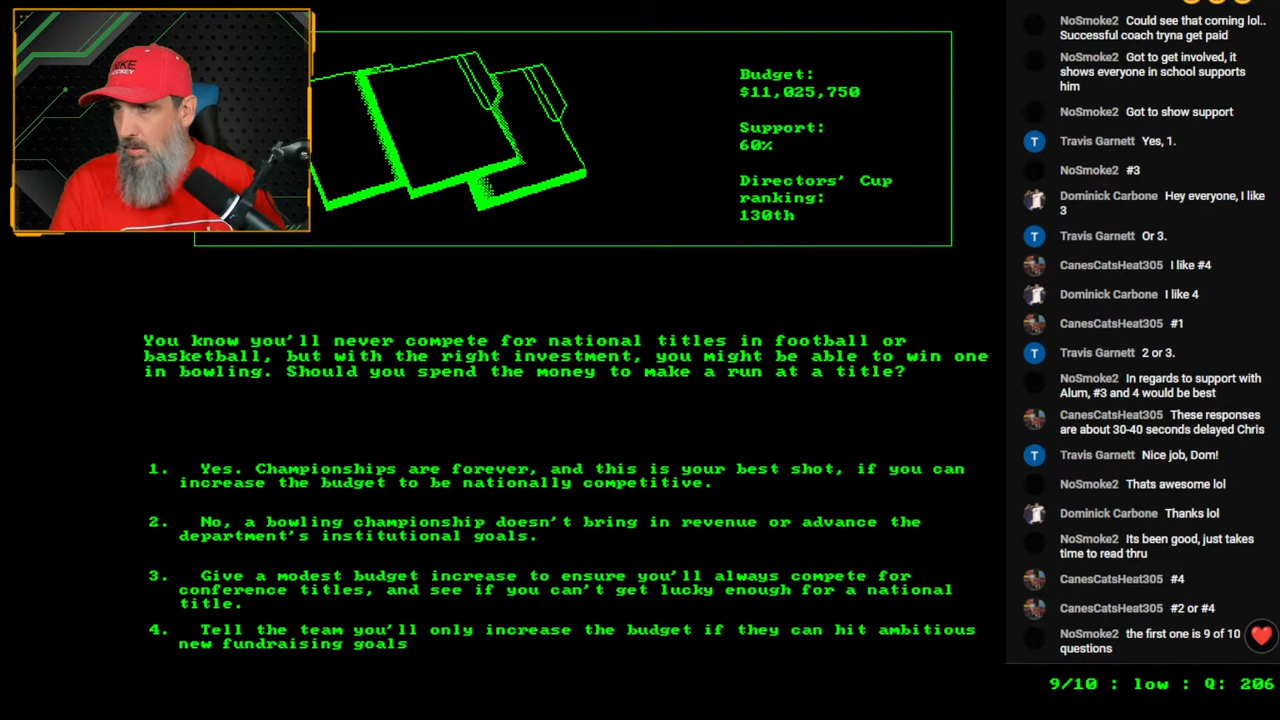 NIKE
HOCKEY
Budget:
$11,025,750
Support:
60%
Directors' Cup
ranking:
130th
You know you'll never compete for national titles in football or
basketball, but with the right investment, you might be able to win one
in bowling. Should you spend the money to make a run at a title?
1. Yes. Championships are forever, and this is your best shot, if you can
increase the budget to be nationally competitive.
2. No, a bowling championship doesn't bring in revenue or advance the
department's institutional goals.
3. Give a modest budget increase to ensure you'll always compete for
conference titles, and see if you can't get lucky enough for a national
title.
4. Tell the team you'll only increase the budget if they can hit ambitious
new fundraising goals
NoSmoke2 Could see that coming lol..
Successful coach tryna get paid
NoSmoke2 Got to get involved, it
shows everyone in school supports
him
NoSmoke2 Got to show support
T Travis Garnett Yes, 1.
NoSmoke2 #3
Dominick Carbone Hey everyone, I like
3
T Travis Garnett Or 3.
CanesCatsHeat305 I like #4
Dominick Carbone I like 4
CanesCatsHeat305 #1
T Travis Garnett 2 or 3.
NoSmoke2 In regards to support with
Alum, #3 and 4 would be best
CanesCatsHeat305 These responses
are about 30-40 seconds delayed Chris
T Travis Garnett Nice job, Dom!
NoSmoke2 Thats awesome lol
Dominick Carbone Thanks lol
NoSmoke2 Its been good, just takes
time to read thru
CanesCatsHeat305 #4
CanesCatsHeat305 #2 or #4
NoSmoke2 the first one is 9 of 10
questions
9/10 : low : Q: 206